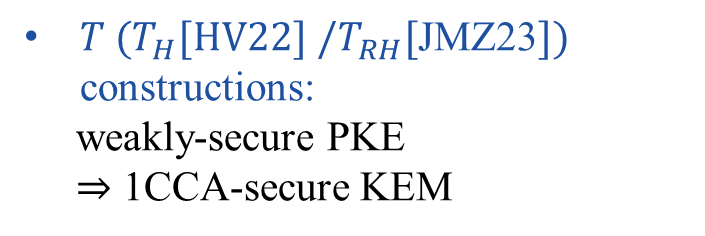 • T (T_H[HV22] /T_RH[JMZ23])
constructions:
weakly-secure PKE
⇒ 1CCA-secure KEM